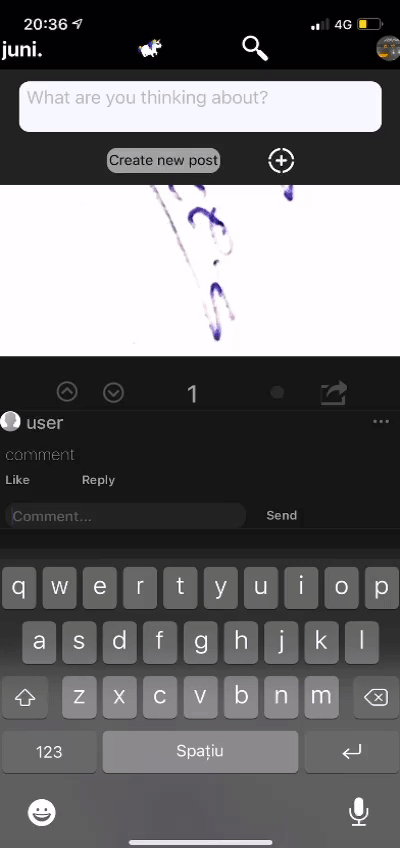 20:36
4G
juni.
What are you thinking about?
Create new post
1
user
comment
Like Reply
Comment... Send
q w e r t y u i o p
a s d f g h j k l
z x c v b n m
123 Spațiu